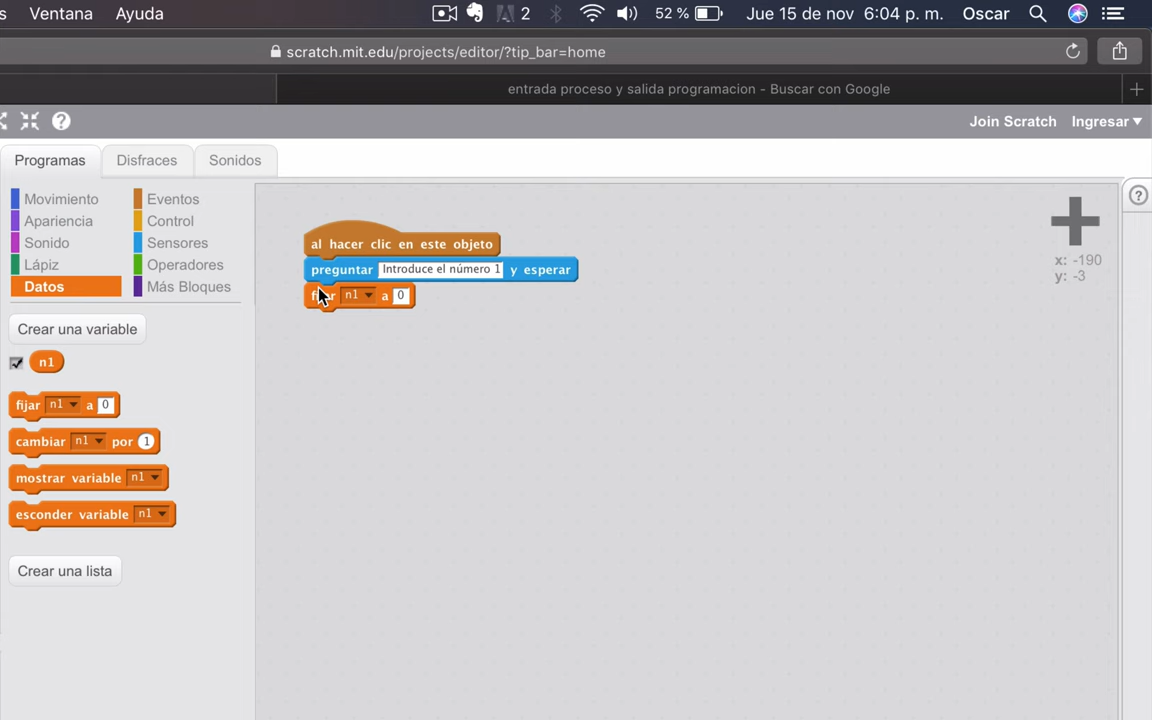 s Ventana Ayuda 2 52 % Jue 15 de nov 6:04 p. m. Oscar
scratch.mit.edu/projects/editor/?tip_bar=home
entrada proceso y salida programacion - Buscar con Google +
? Join Scratch Ingresar ▾
Programas Disfraces Sonidos
Movimiento Eventos
Apariencia Control
Sonido Sensores
Lápiz Operadores
Datos Más Bloques
Crear una variable
n1
fijar n1 a 0
cambiar n1 por 1
mostrar variable n1
esconder variable n1
Crear una lista
al hacer clic en este objeto
preguntar Introduce el número 1 y esperar
n1 a 0
x: -190
y: -3
?